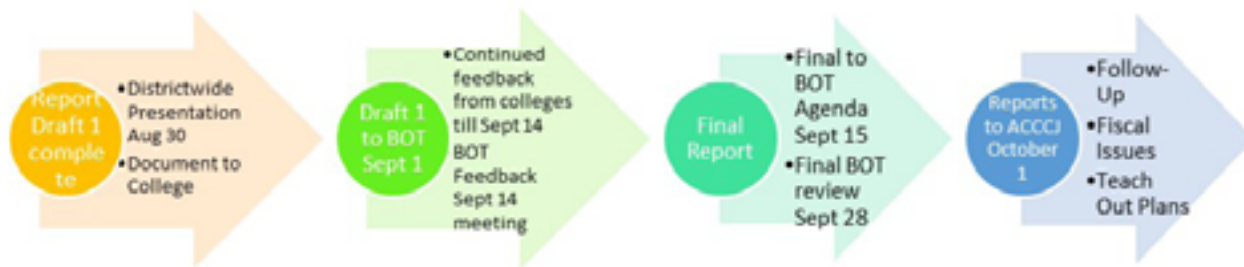 Report
Draft 1
comple
te
•Districtwide
Presentation
Aug 30
•Document to
College
Draft 1
to BOT
Sept 1
•Continued
feedback
from colleges
till Sept 14
•BOT
Feedback
Sept 14
meeting
Final
Report
•Final to
BOT
Agenda
Sept 15
•Final BOT
review
Sept 28
Reports
to ACCCJ
October
1
•Follow-
Up
•Fiscal
Issues
•Teach
Out Plans